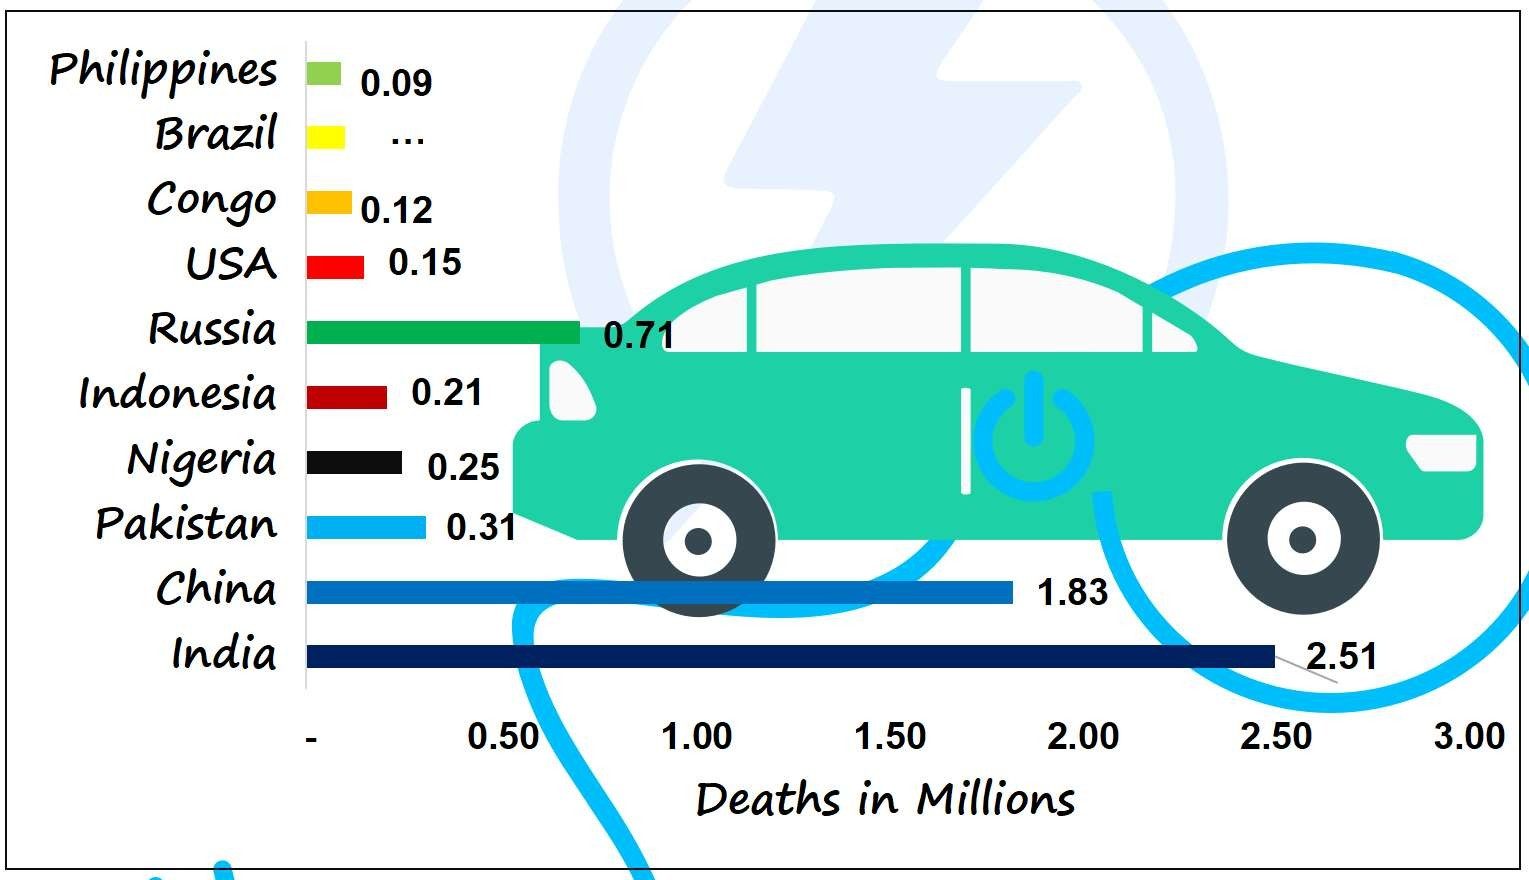 Philippines 0.09
Brazil ...
Congo 0.12
USA 0.15
Russia 0.71
Indonesia 0.21
Nigeria 0.25
Pakistan 0.31
China 1.83
India 2.51
- 0.50 1.00 1.50 2.00 2.50 3.00
Deaths in Millions